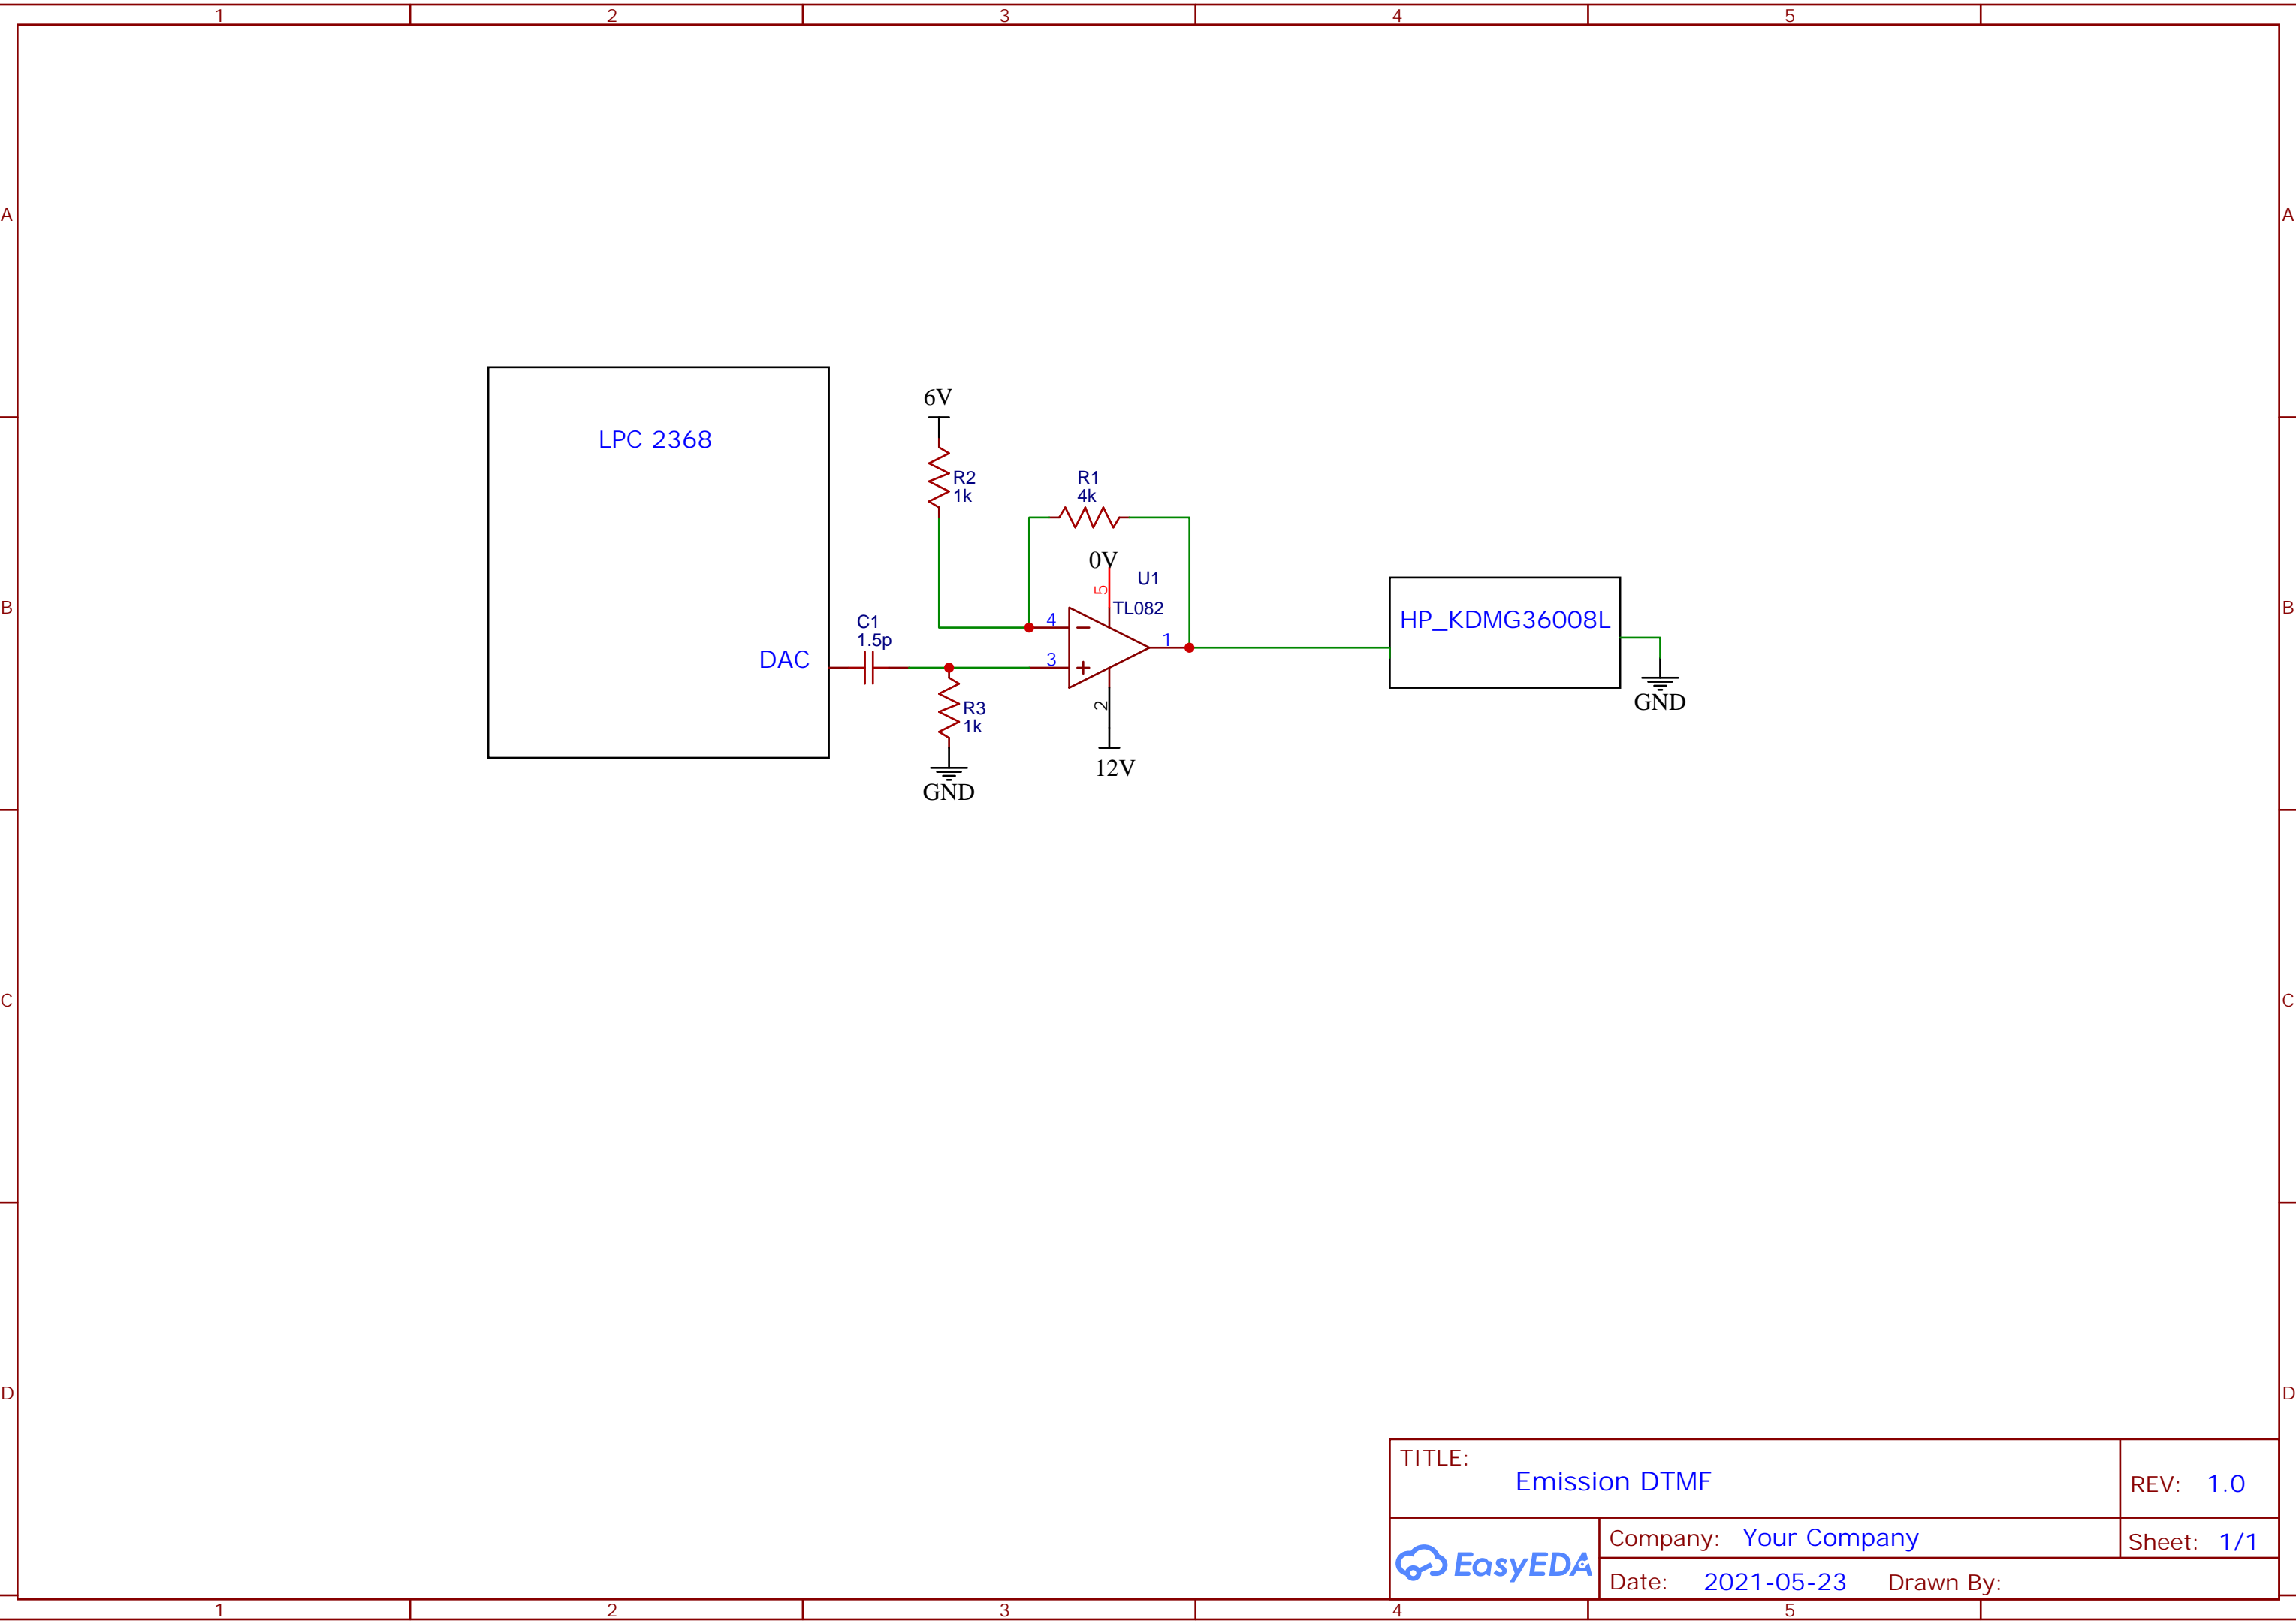 1 2 3 4 5
A A
6V
LPC 2368
R2
1k
R1
4k
0V
5
U1
TL082
4
C1
1.5p
DAC
3
1
HP_KDMG36008L
R3
1k
2
GND
12V
GND
B B
C C
D D
TITLE:
Emission DTMF
REV: 1.0
EasyEDA
Company: Your Company
Sheet: 1/1
Date: 2021-05-23 Drawn By:
1 2 3 4 5